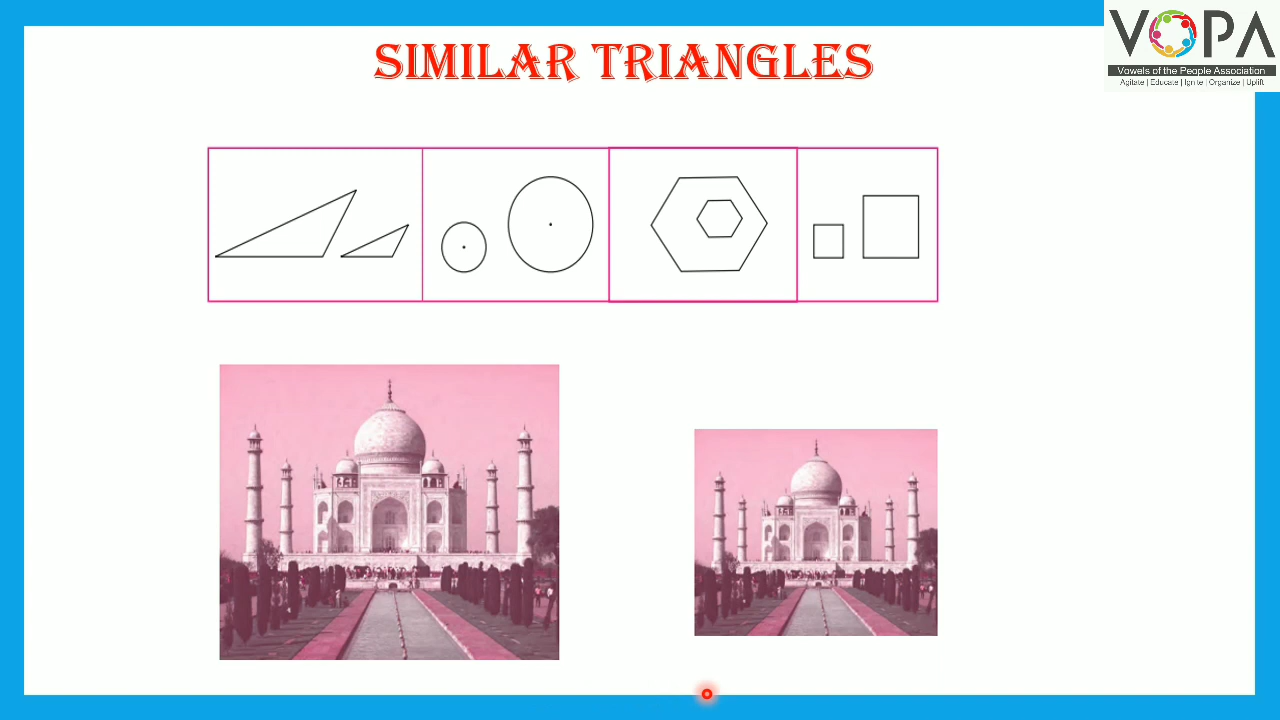 SIMILAR TRIANGLES
VOPA
Vowels of the People Association
Agitate | Educate | Ignite | Organize | Uplift